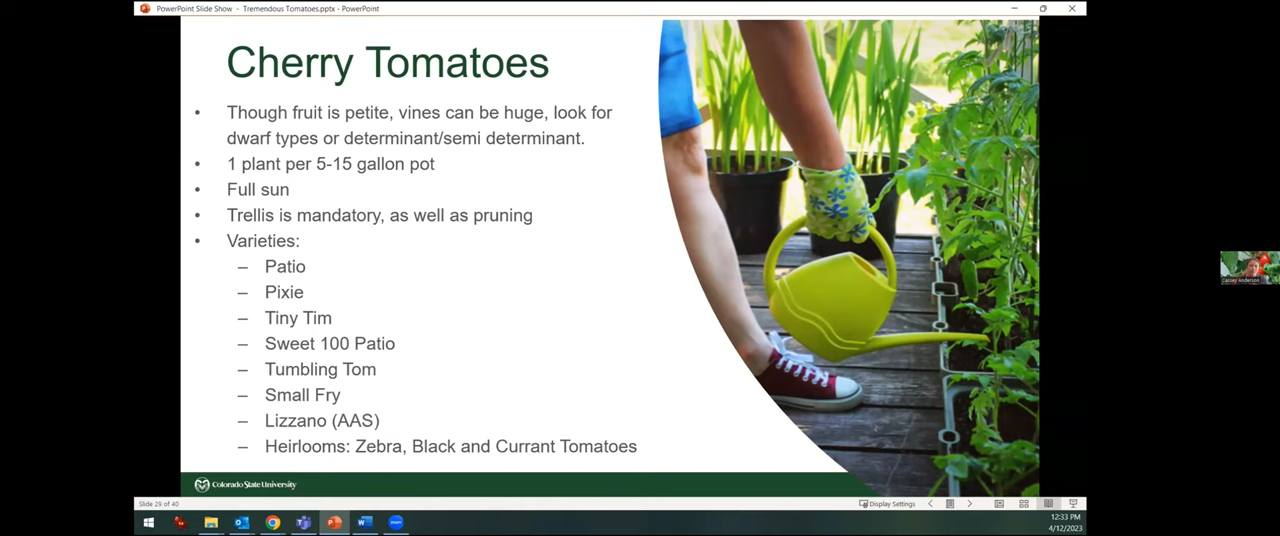 PowerPoint Slide Show - Tremendous Tomatoes.pptx - PowerPoint
Cherry Tomatoes
• Though fruit is petite, vines can be huge, look for
dwarf types or determinant/semi determinant.
• 1 plant per 5-15 gallon pot
• Full sun
• Trellis is mandatory, as well as pruning
• Varieties:
– Patio
– Pixie
– Tiny Tim
– Sweet 100 Patio
– Tumbling Tom
– Small Fry
– Lizzano (AAS)
– Heirlooms: Zebra, Black and Currant Tomatoes
Cassey Anderson
Colorado State University
Slide 29 of 40
Display Settings
12:33 PM
4/12/2023